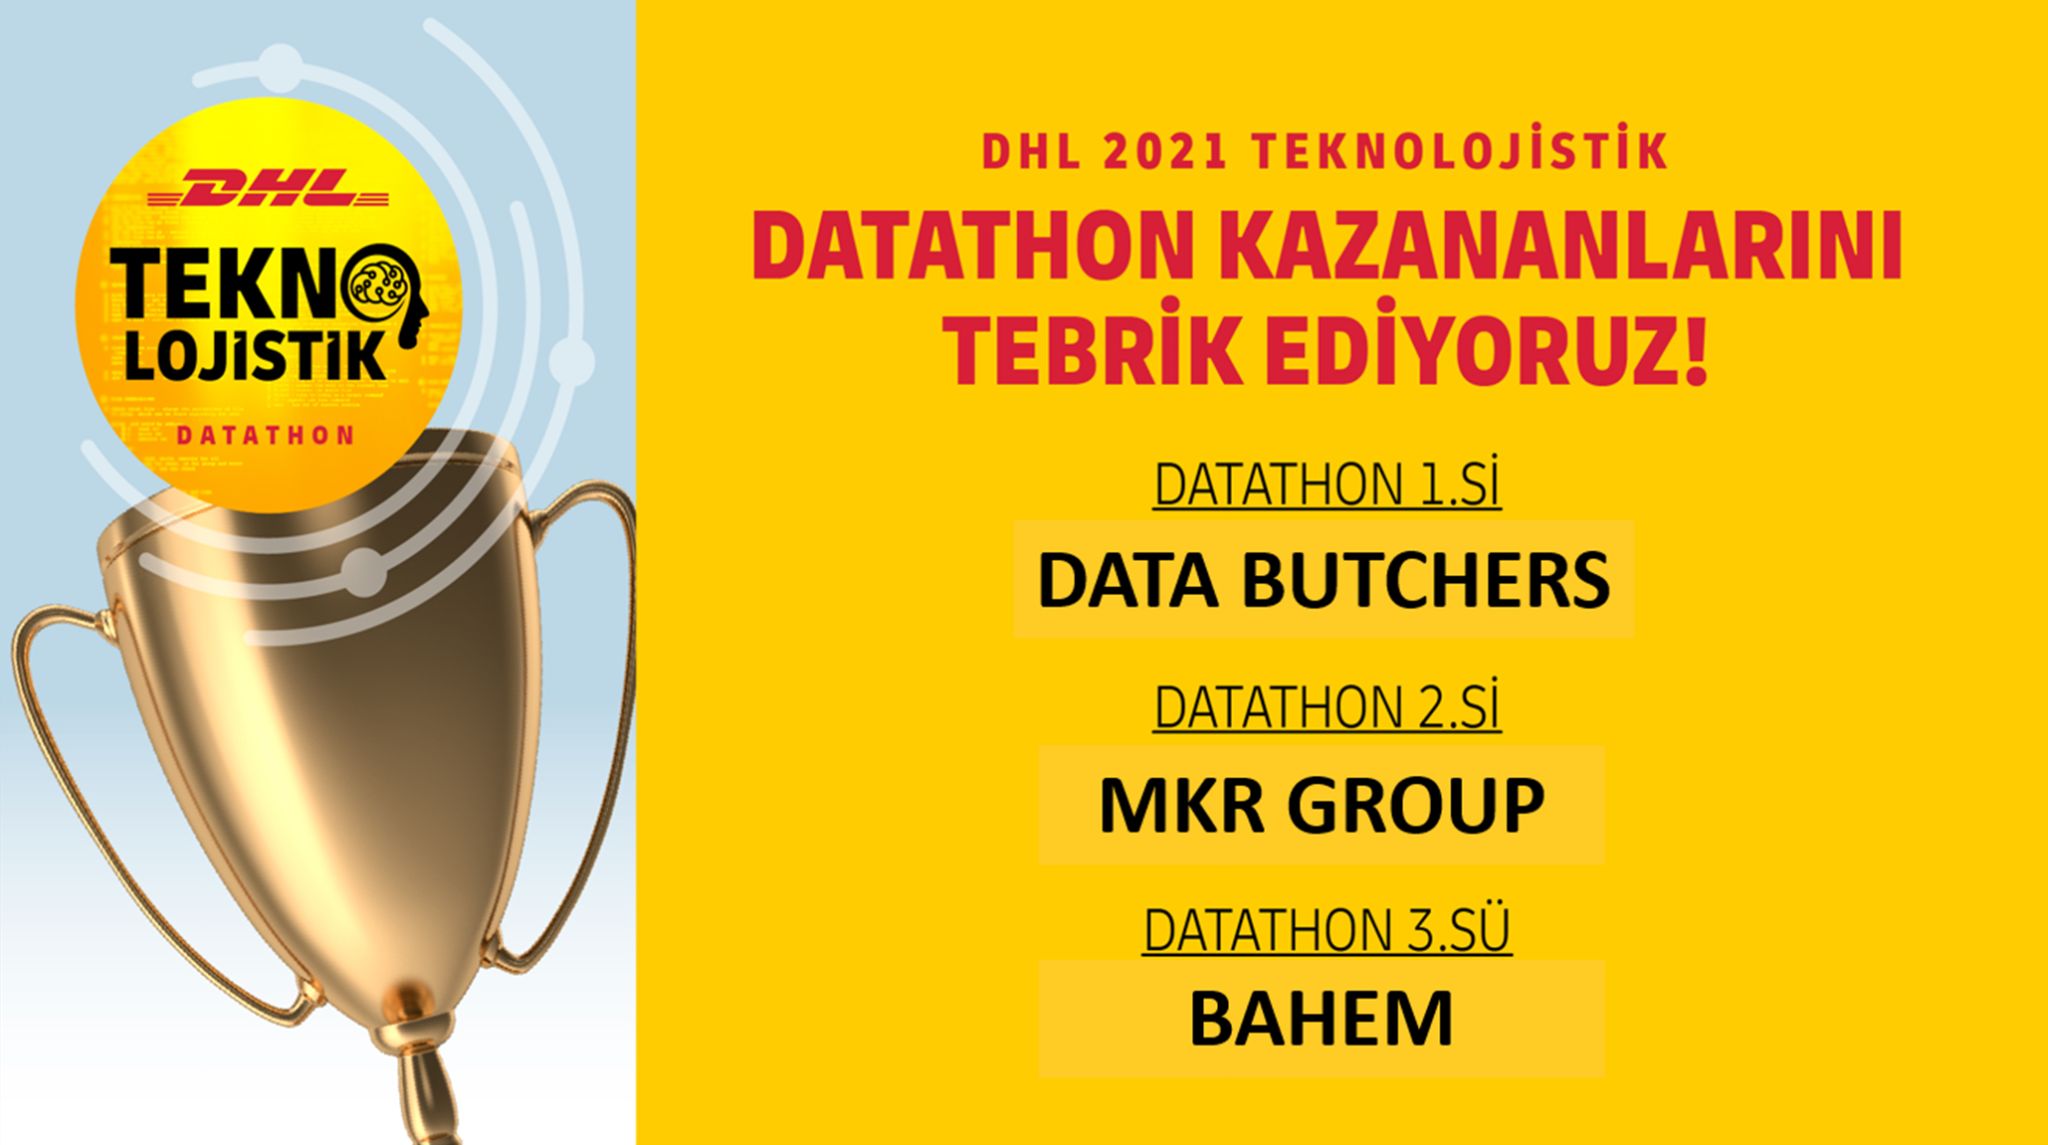 DHL
TEKNO
LOJİSTİK
DATATHON
DHL 2021 TEKNOLOJİSTİK
DATATHON KAZANANLARINI
TEBRİK EDİYORUZ!
DATATHON 1.Sİ
DATA BUTCHERS
DATATHON 2.Sİ
MKR GROUP
DATATHON 3.SÜ
BAHEM